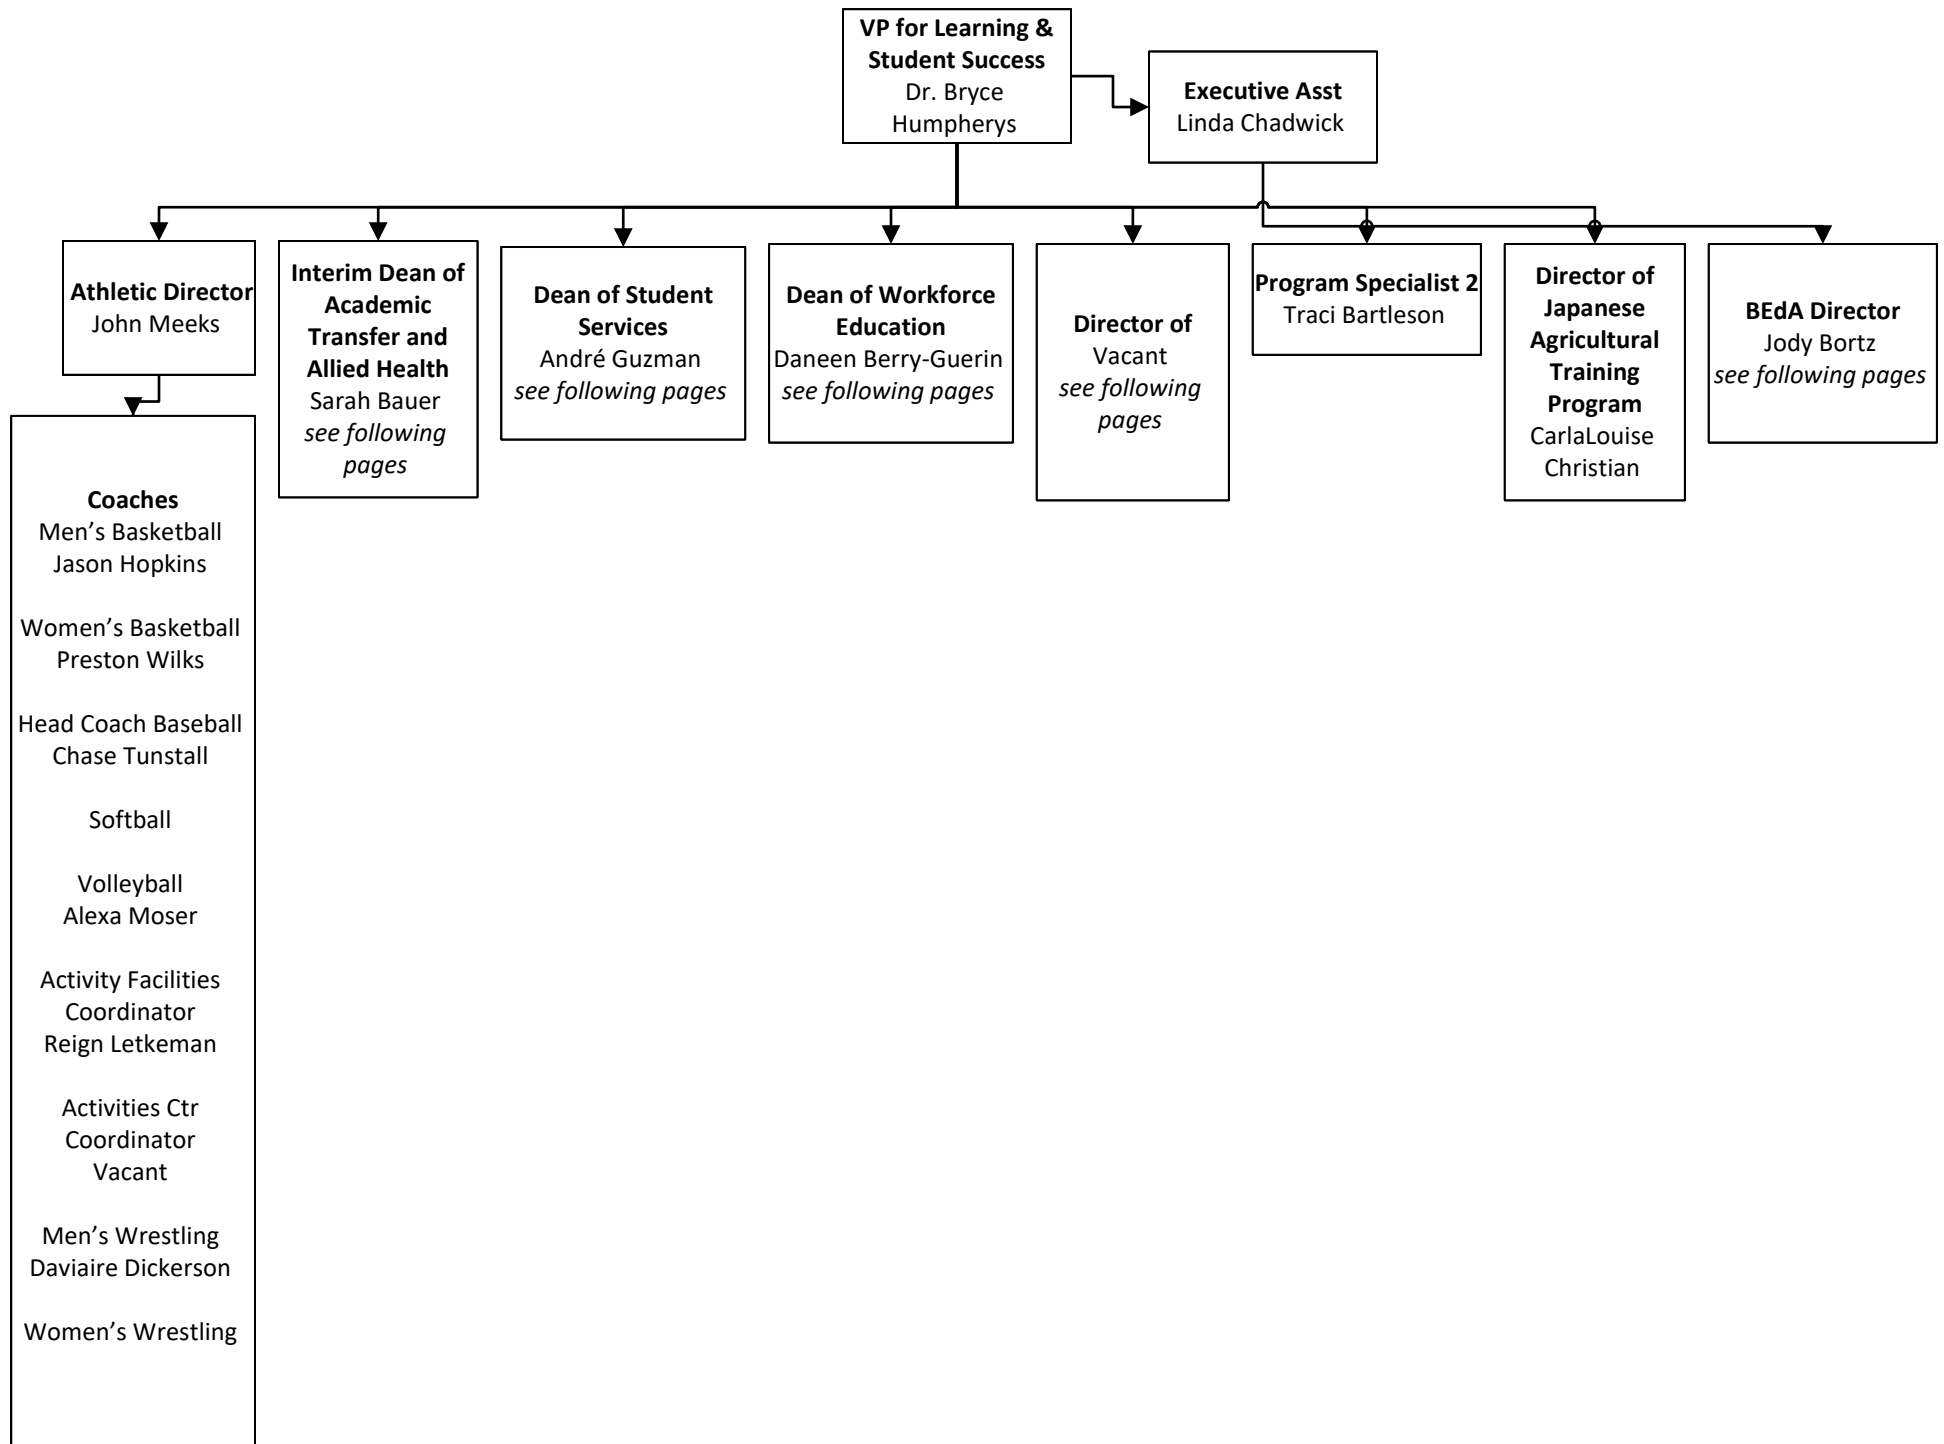 VP for Learning &
Student Success
Dr. Bryce
Humpherys
Executive Asst
Linda Chadwick
Athletic Director
John Meeks
Interim Dean of
Academic
Transfer and
Allied Health
Sarah Bauer
see following
pages
Dean of Student
Services
André Guzman
see following pages
Dean of Workforce
Education
Daneen Berry-Guerin
see following pages
Director of
Vacant
see following
pages
Program Specialist 2
Traci Bartleson
Director of
Japanese
Agricultural
Training
Program
CarlaLouise
Christian
BEdA Director
Jody Bortz
see following pages
Coaches
Men’s Basketball
Jason Hopkins
Women’s Basketball
Preston Wilks
Head Coach Baseball
Chase Tunstall
Softball
Volleyball
Alexa Moser
Activity Facilities
Coordinator
Reign Letkeman
Activities Ctr
Coordinator
Vacant
Men’s Wrestling
Daviaire Dickerson
Women’s Wrestling